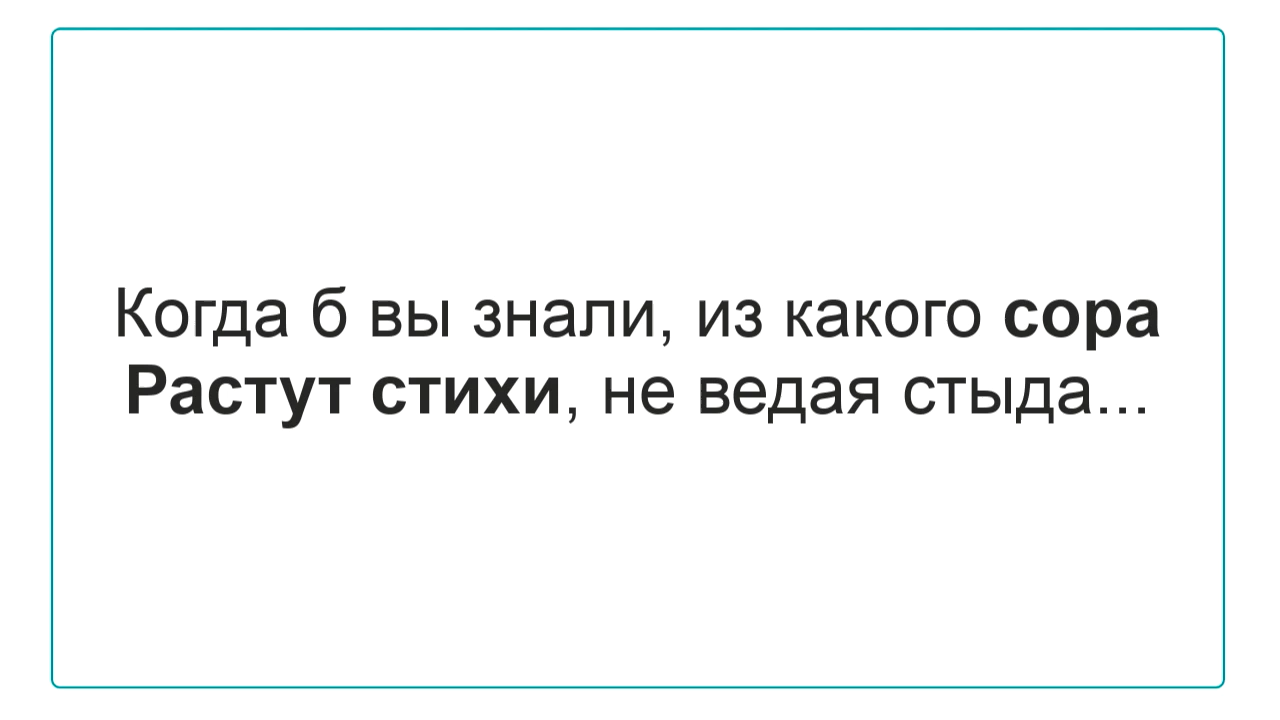 Когда б вы знали, из какого сора
Растут стихи, не ведая стыда...